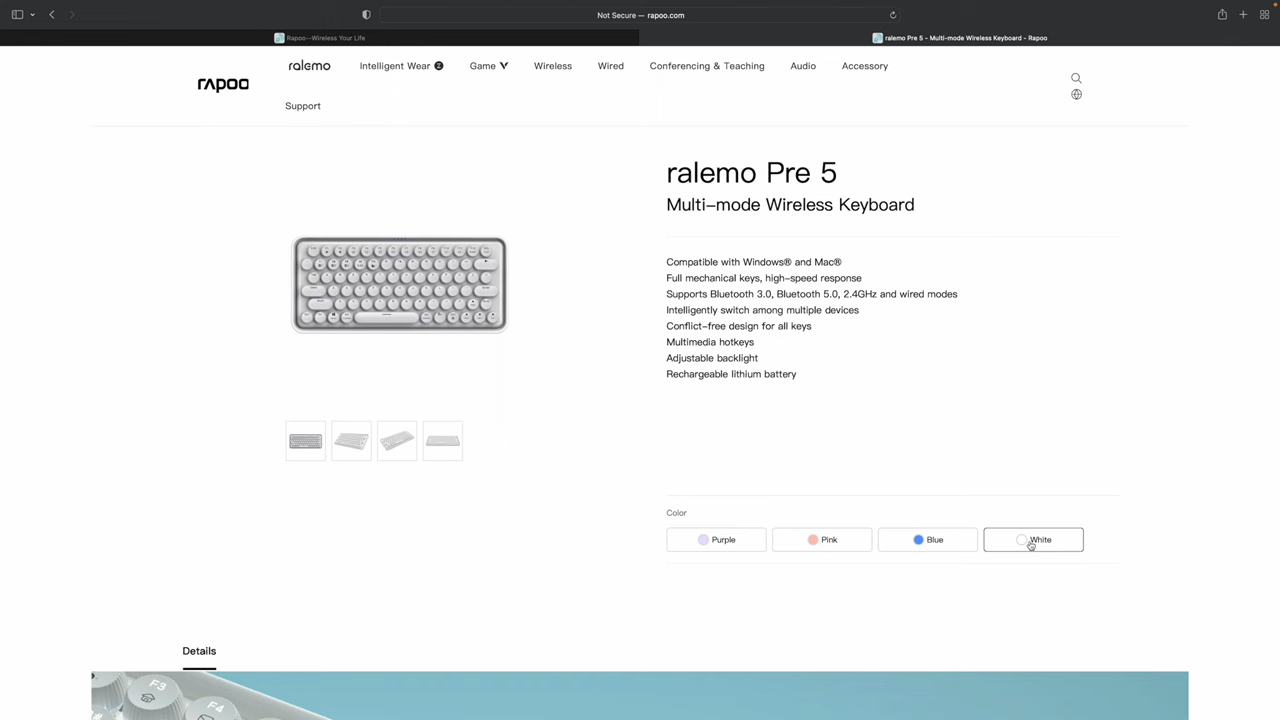 Not Secure — rapoo.com
Rapoo--Wireless Your Life
ralemo Pre 5 - Multi-mode Wireless Keyboard - Rapoo
rapoo
ralemo
Intelligent Wear
Game V
Wireless
Wired
Conferencing & Teaching
Audio
Accessory
Support
ralemo Pre 5
Multi-mode Wireless Keyboard
Compatible with Windows® and Mac®
Full mechanical keys, high-speed response
Supports Bluetooth 3.0, Bluetooth 5.0, 2.4GHz and wired modes
Intelligently switch among multiple devices
Conflict-free design for all keys
Multimedia hotkeys
Adjustable backlight
Rechargeable lithium battery
Color
Purple
Pink
Blue
White
Details
F3
F4